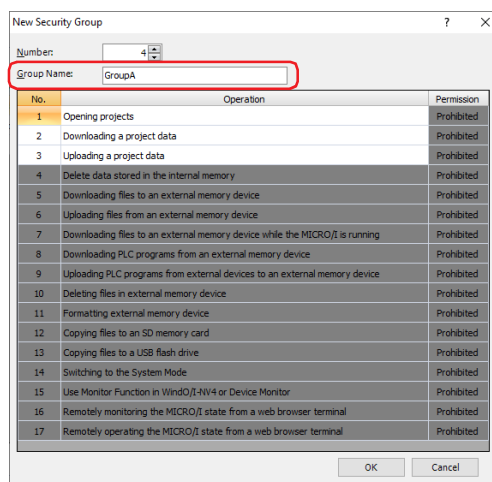 New Security Group ? ×
Number: 4
Group Name: GroupA
No. Operation Permission
1 Opening projects Prohibited
2 Downloading a project data Prohibited
3 Uploading a project data Prohibited
4 Delete data stored in the internal memory Prohibited
5 Downloading files to an external memory device Prohibited
6 Uploading files from an external memory device Prohibited
7 Downloading files to an external memory device while the MICRO/I is running Prohibited
8 Downloading PLC programs from an external memory device Prohibited
9 Uploading PLC programs from external devices to an external memory device Prohibited
10 Deleting files in external memory device Prohibited
11 Formatting external memory device Prohibited
12 Copying files to an SD memory card Prohibited
13 Copying files to a USB flash drive Prohibited
14 Switching to the System Mode Prohibited
15 Use Monitor Function in WindO/I-NV4 or Device Monitor Prohibited
16 Remotely monitoring the MICRO/I state from a web browser terminal Prohibited
17 Remotely operating the MICRO/I state from a web browser terminal Prohibited
OK Cancel